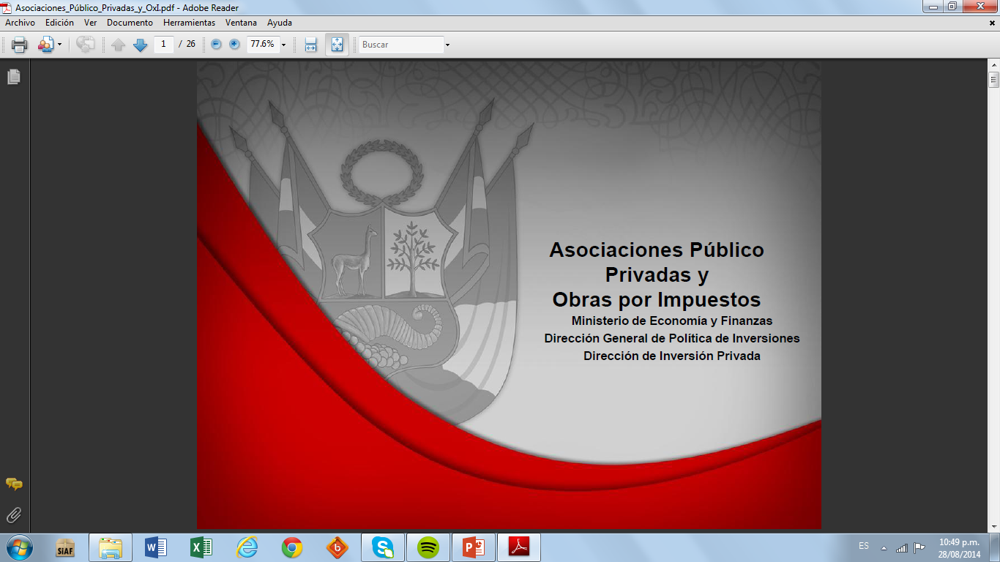 Asociaciones_Público_Privadas_y_OxI.pdf - Adobe Reader
Archivo Edición Ver Documento Herramientas Ventana Ayuda
1 / 26 77.6% Buscar
Asociaciones Público
Privadas y
Obras por Impuestos
Ministerio de Economía y Finanzas
Dirección General de Política de Inversiones
Dirección de Inversión Privada
SIAF
ES
10:49 p.m.
28/08/2014